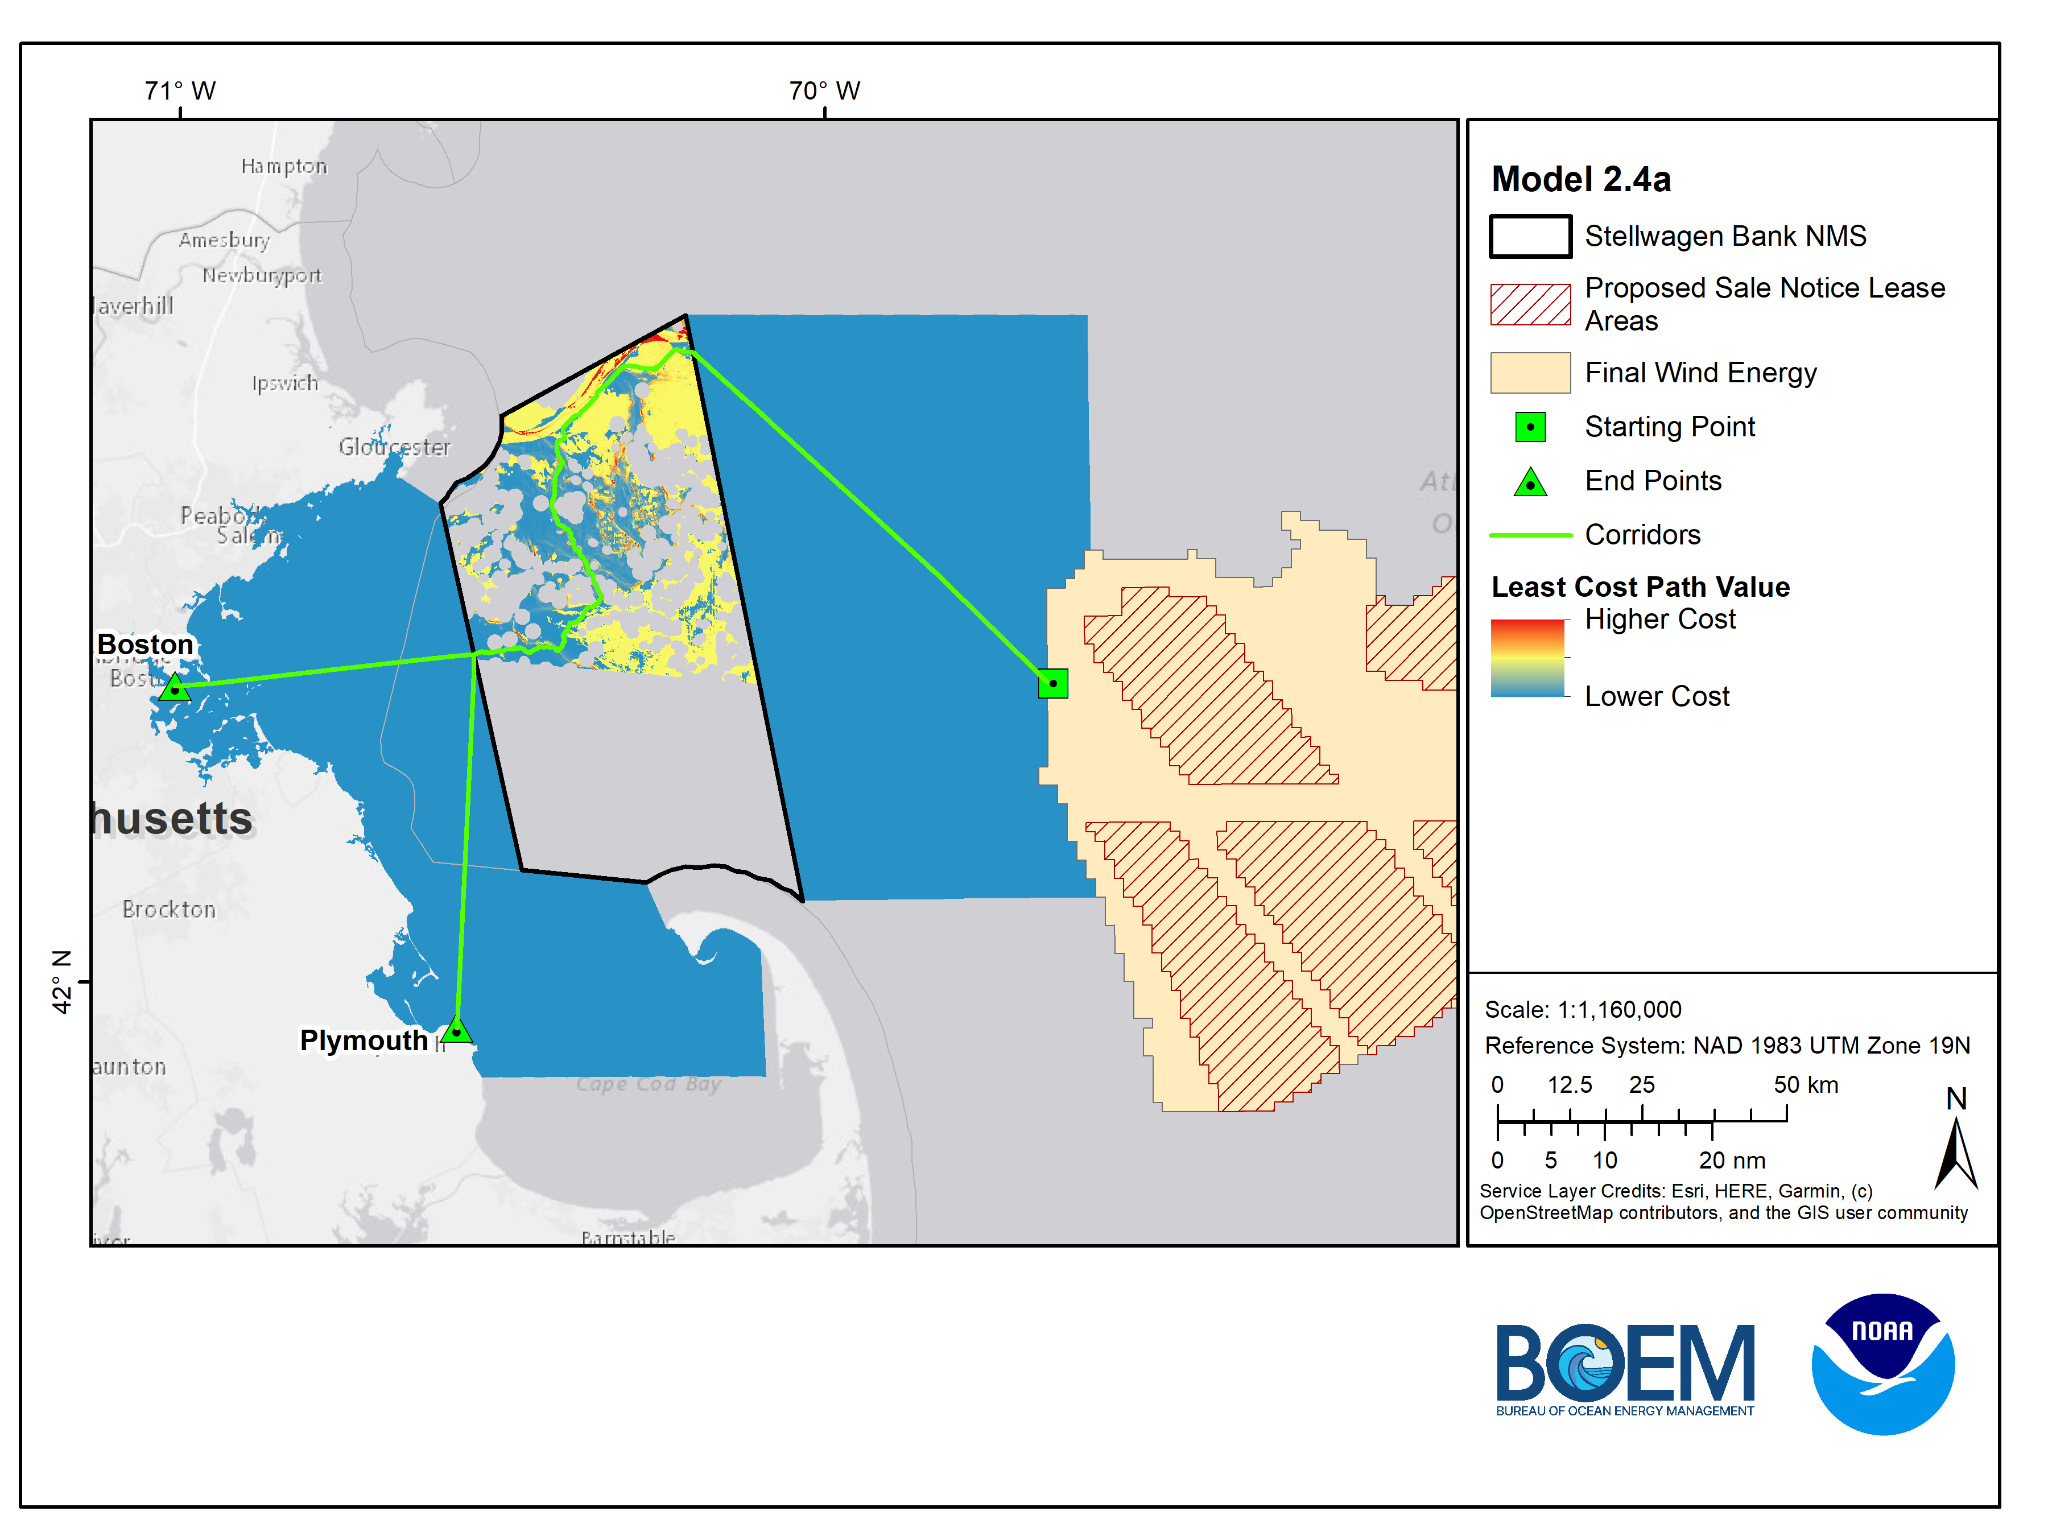 71° W
70° W
42° N
Hampton
Amesbury
Newburyport
laverhill
Ipswich
Gloucester
Peabod
Salem
Boston
Bost
husetts
Brockton
Plymouth
aunton
Cape Cod Bay
Barnstable
Atl
O
Model 2.4a
Stellwagen Bank NMS
Proposed Sale Notice Lease
Areas
Final Wind Energy
Starting Point
End Points
Corridors
Least Cost Path Value
Higher Cost
Lower Cost
Scale: 1:1,160,000
Reference System: NAD 1983 UTM Zone 19N
0 12.5 25 50 km
N
0 5 10 20 nm
Service Layer Credits: Esri, HERE, Garmin, (c)
OpenStreetMap contributors, and the GIS user community
BOEM
BUREAU OF OCEAN ENERGY MANAGEMENT
NOAA